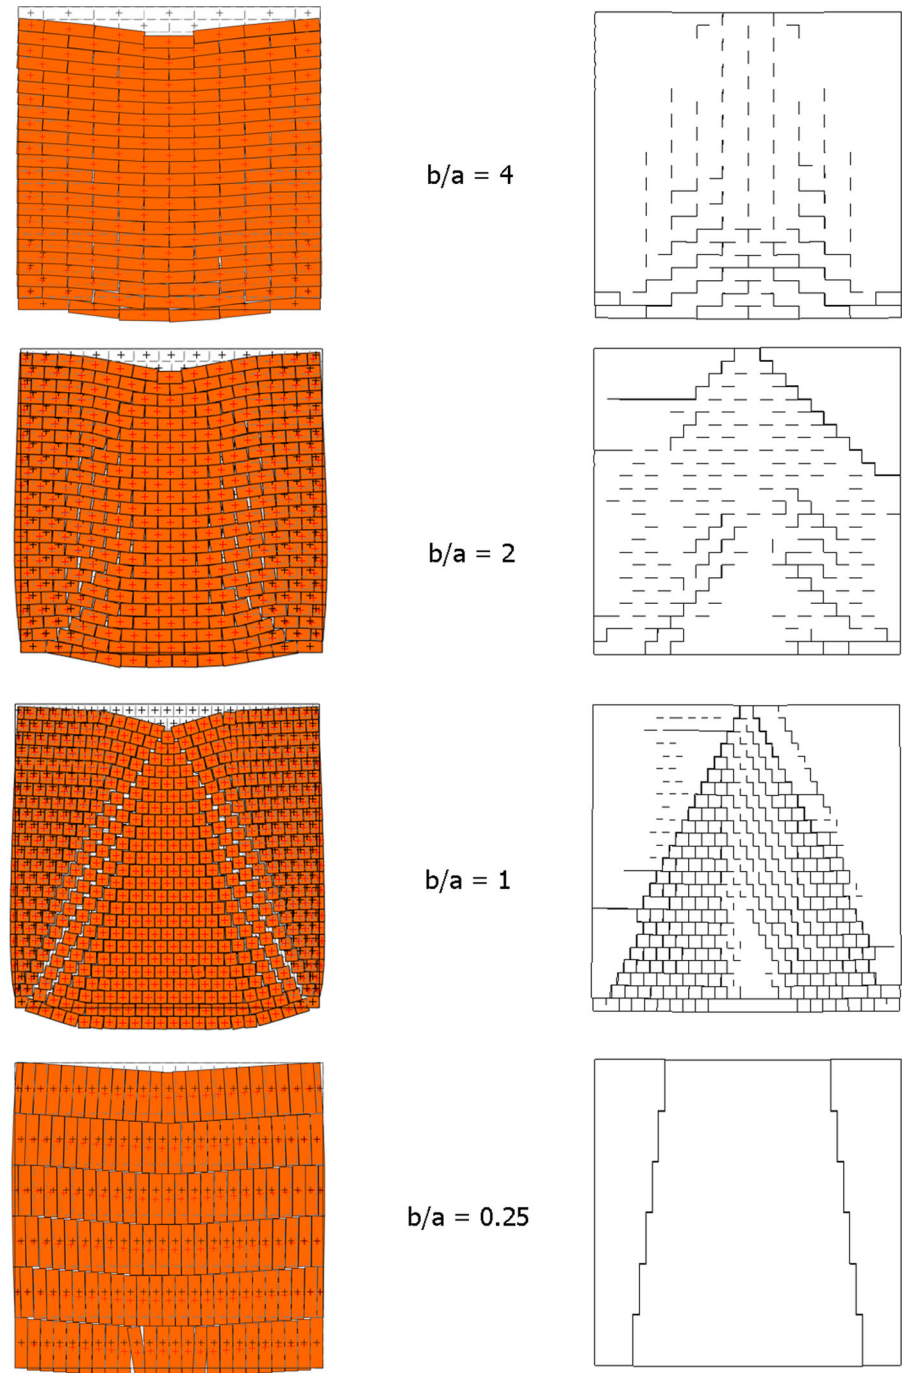 b/a = 4
b/a = 2
b/a = 1
b/a = 0.25